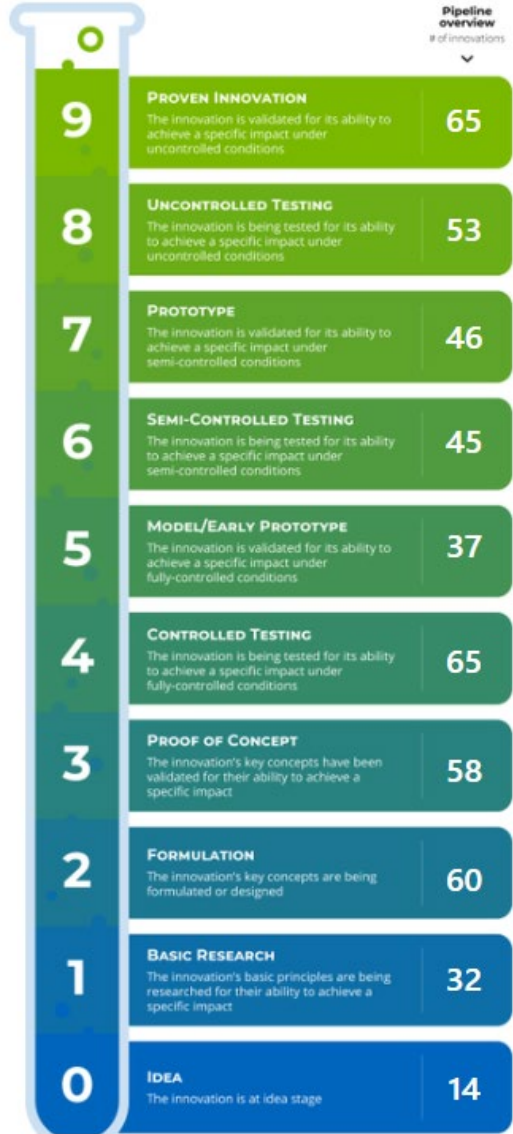 Pipeline
overview
# of innovations
9
PROVEN INNOVATION
The innovation is validated for its ability to
achieve a specific impact under
uncontrolled conditions
65
8
UNCONTROLLED TESTING
The innovation is being tested for its ability
to achieve a specific impact under
uncontrolled conditions
53
7
PROTOTYPE
The innovation is validated for its ability to
achieve a specific impact under
semi-controlled conditions
46
6
SEMI-CONTROLLED TESTING
The innovation is being tested for its ability
to achieve a specific impact under
semi-controlled conditions
45
5
MODEL/EARLY PROTOTYPE
The innovation is validated for its ability to
achieve a specific impact under
fully-controlled conditions
37
4
CONTROLLED TESTING
The innovation is being tested for its ability
to achieve a specific impact under
fully-controlled conditions
65
3
PROOF OF CONCEPT
The innovation's key concepts have been
validated for their ability to achieve a
specific impact
58
2
FORMULATION
The innovation's key concepts are being
formulated or designed
60
1
BASIC RESEARCH
The innovation's basic principles are being
researched for their ability to achieve a
specific impact
32
0
IDEA
The innovation is at idea stage
14